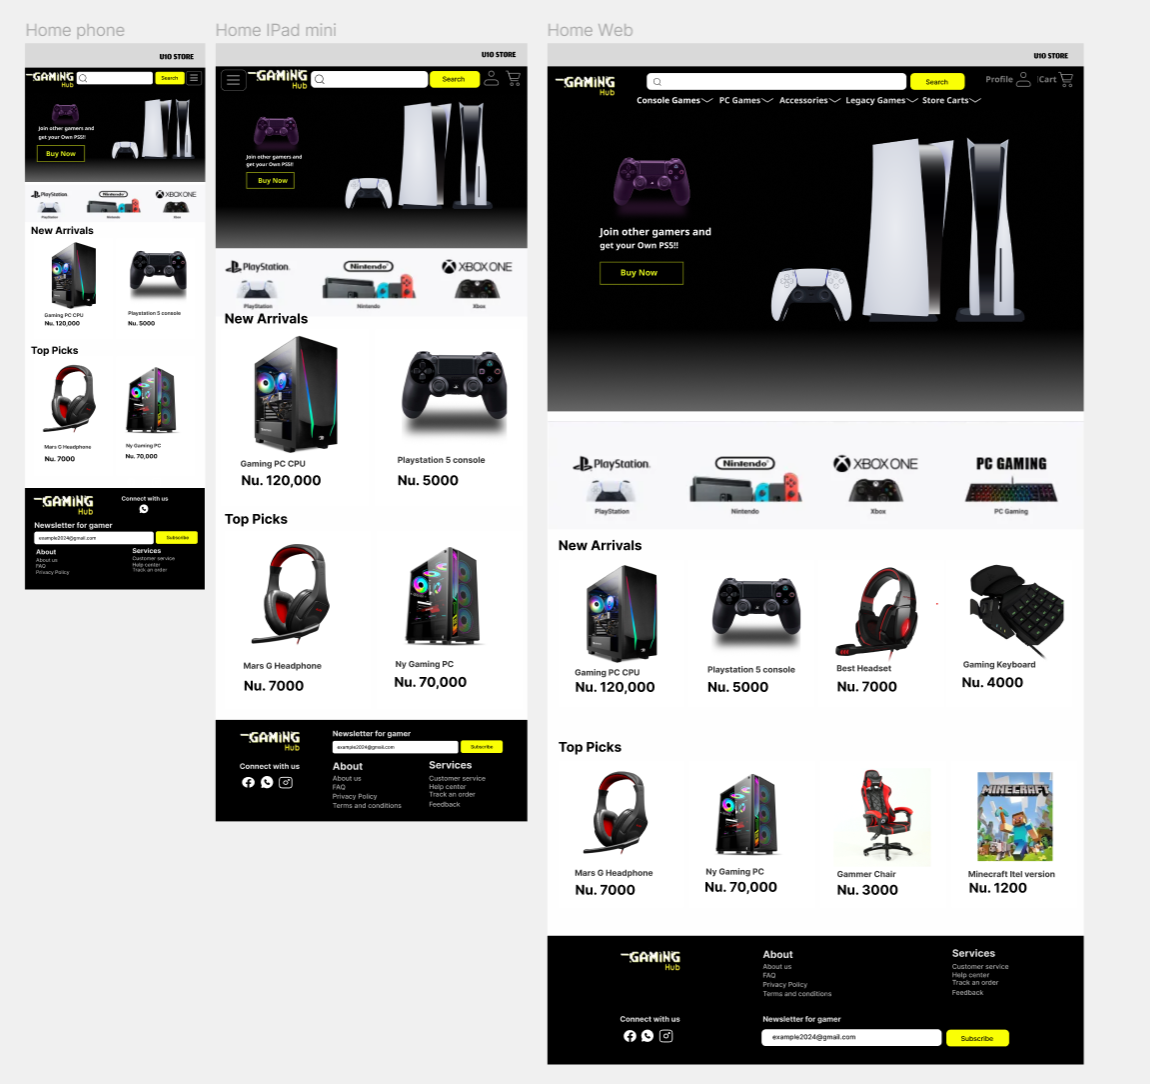 Home phone
U10 STORE
GAMING
Hub
Search
Join other gamers and
get your Own PS5!!
Buy Now
PlayStation
Nintendo
XBOX ONE
PlayStation
Nintendo
Xbox
New Arrivals
Gaming PC CPU
Nu. 120,000
Playstation 5 console
Nu. 5000
Top Picks
Mars G Headphone
Nu. 7000
Ny Gaming PC
Nu. 70,000
GAMING
Hub
Connect with us
Newsletter for gamer
example2024@gmail.com
Subscribe
About
About us
FAQ
Privacy Policy
Services
Customer service
Help center
Track an order
Home IPad mini
U10 STORE
GAMING
Hub
Search
Join other gamers and
get your Own PS5!!
Buy Now
PlayStation
Nintendo
XBOX ONE
PlayStation
Nintendo
Xbox
New Arrivals
Gaming PC CPU
Nu. 120,000
Playstation 5 console
Nu. 5000
Top Picks
Mars G Headphone
Nu. 7000
Ny Gaming PC
Nu. 70,000
GAMING
Hub
Connect with us
Newsletter for gamer
example2024@gmail.com
Subscribe
About
About us
FAQ
Privacy Policy
Terms and conditions
Services
Customer service
Help center
Track an order
Feedback
Home Web
U10 STORE
GAMING
Hub
Search
Profile
|Cart
Console Games
PC Games
Accessories
Legacy Games
Store Carts
Join other gamers and
get your Own PS5!!
Buy Now
PlayStation
Nintendo
XBOX ONE
PC GAMING
PlayStation
Nintendo
Xbox
PC Gaming
New Arrivals
Gaming PC CPU
Nu. 120,000
Playstation 5 console
Nu. 5000
Best Headset
Nu. 7000
Gaming Keyboard
Nu. 4000
Top Picks
Mars G Headphone
Nu. 7000
Ny Gaming PC
Nu. 70,000
Gammer Chair
Nu. 3000
MINECRAFT
Minecraft Itel version
Nu. 1200
GAMING
Hub
About
About us
FAQ
Privacy Policy
Terms and conditions
Services
Customer service
Help center
Track an order
Feedback
Connect with us
Newsletter for gamer
example2024@gmail.com
Subscribe